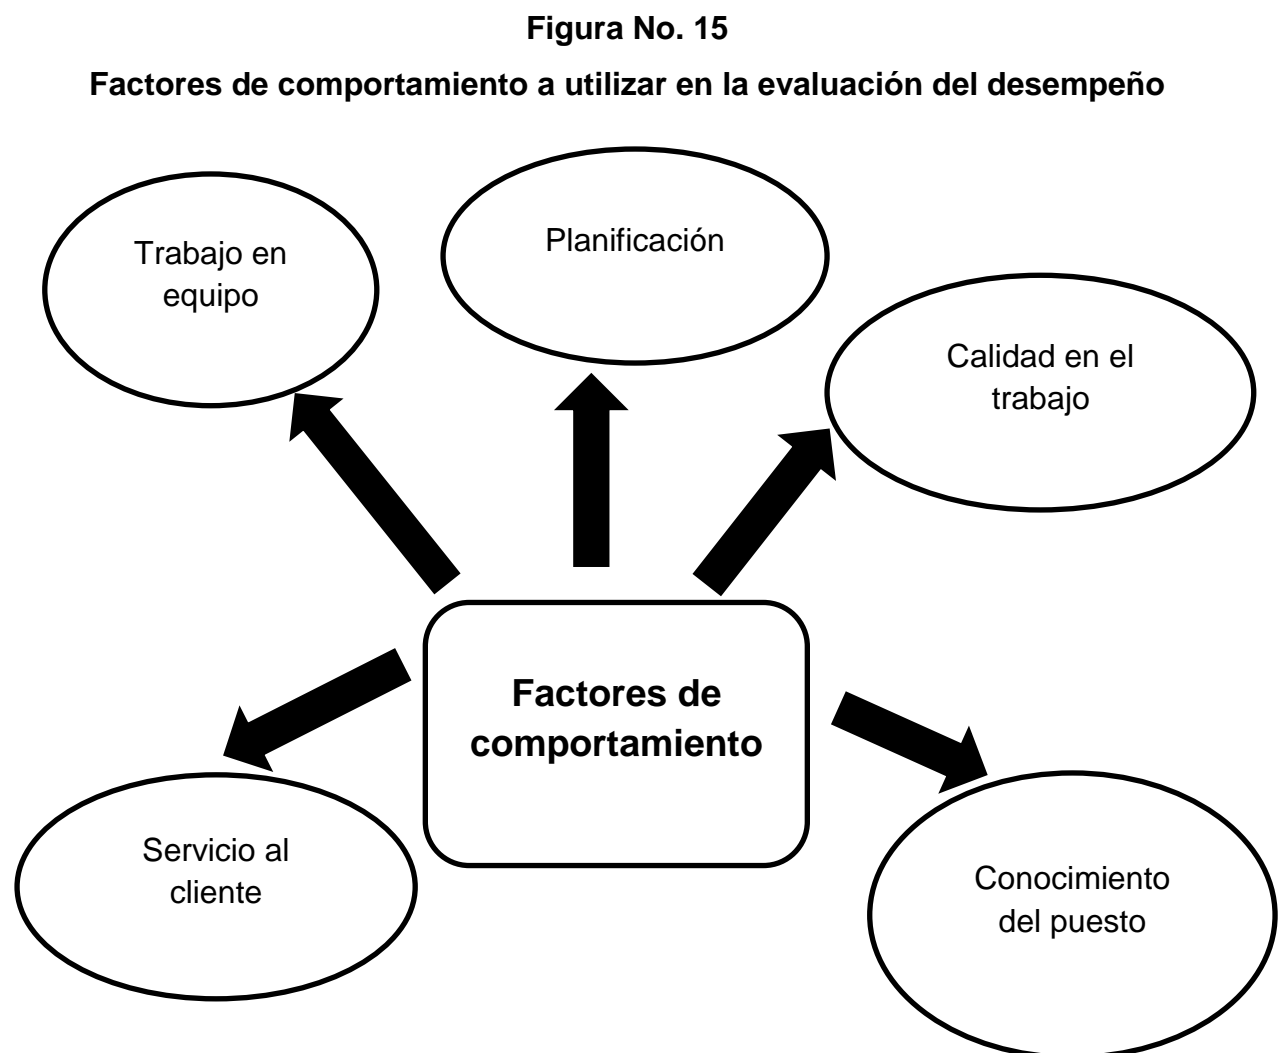 Figura No. 15
Factores de comportamiento a utilizar en la evaluación del desempeño
Trabajo en
equipo
Planificación
Calidad en el
trabajo
Factores de
comportamiento
Servicio al
cliente
Conocimiento
del puesto